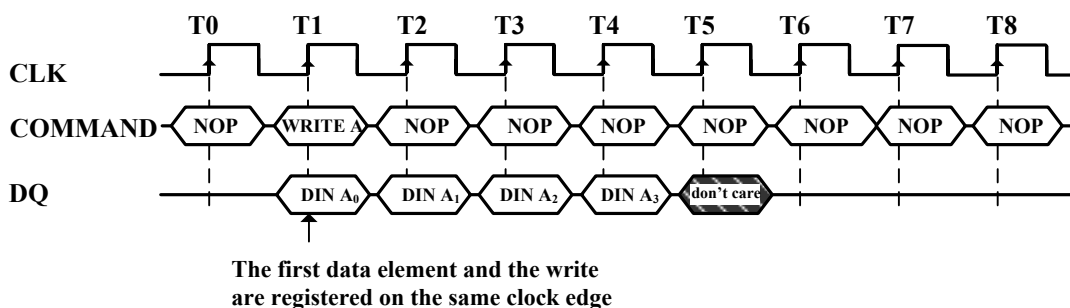 T0 T1 T2 T3 T4 T5 T6 T7 T8
CLK
COMMAND NOP WRITE A NOP NOP NOP NOP NOP NOP NOP
DQ DIN A₀ DIN A₁ DIN A₂ DIN A₃ don't care
The first data element and the write
are registered on the same clock edge